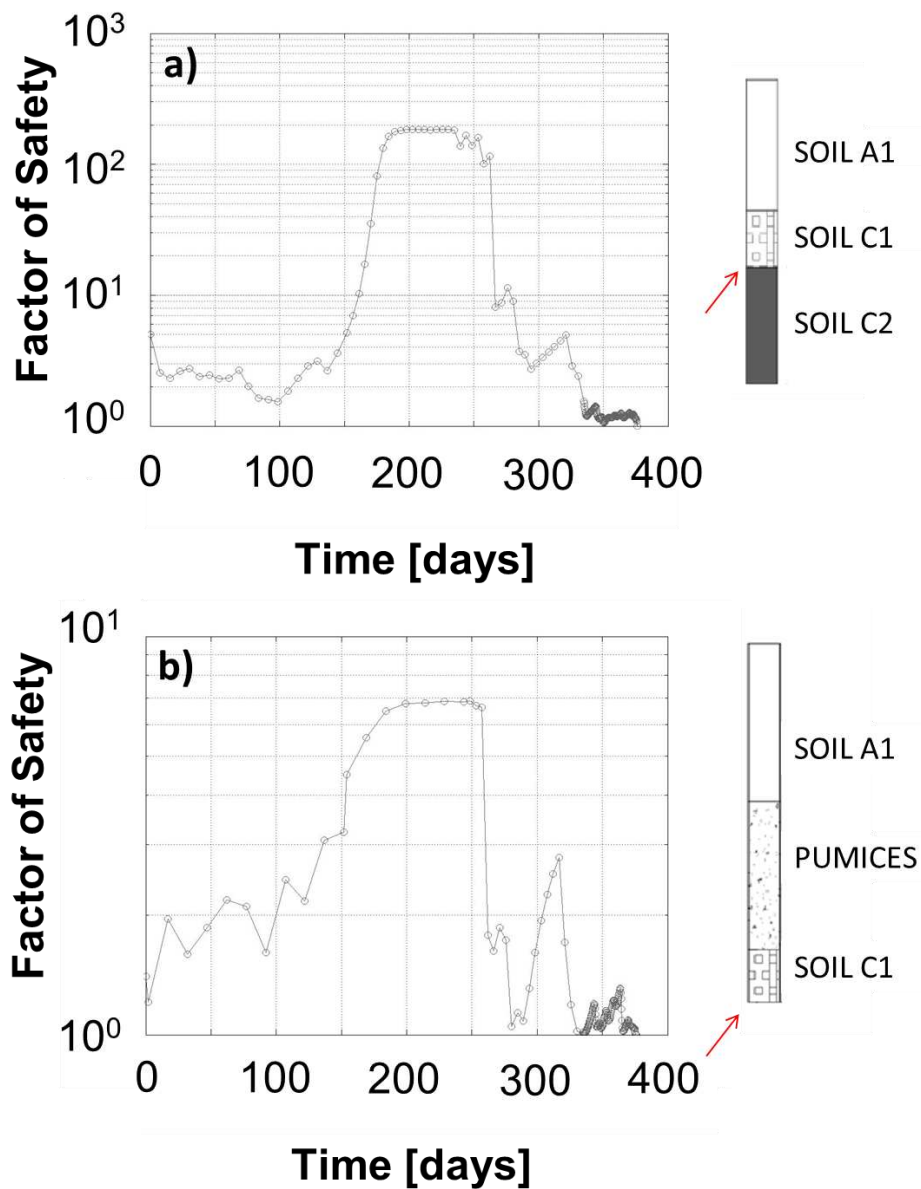 10³
a)
10²
10¹
10⁰
Factor of Safety
0 100 200 300 400
Time [days]
SOIL A1
SOIL C1
SOIL C2
10¹
b)
10⁰
Factor of Safety
0 100 200 300 400
Time [days]
SOIL A1
PUMICES
SOIL C1